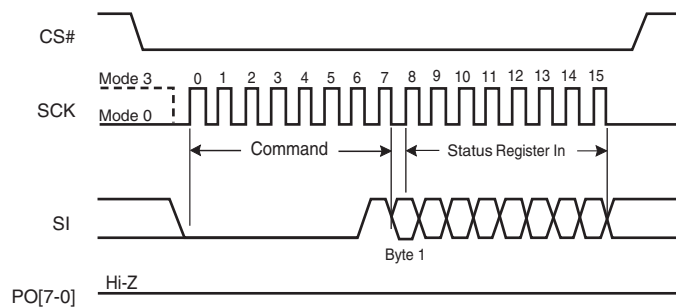 CS#
Mode 3
0 1 2 3 4 5 6 7 8 9 10 11 12 13 14 15
SCK
Mode 0
Command
Status Register In
SI
Byte 1
Hi-Z
PO[7-0]